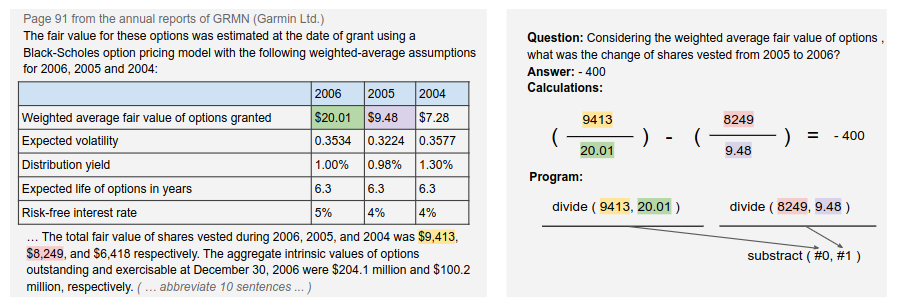 Page 91 from the annual reports of GRMN (Garmin Ltd.)
The fair value for these options was estimated at the date of grant using a
Black-Scholes option pricing model with the following weighted-average assumptions
for 2006, 2005 and 2004:
2006 2005 2004
Weighted average fair value of options granted $20.01 $9.48 $7.28
Expected volatility 0.3534 0.3224 0.3577
Distribution yield 1.00% 0.98% 1.30%
Expected life of options in years 6.3 6.3 6.3
Risk-free interest rate 5% 4% 4%
... The total fair value of shares vested during 2006, 2005, and 2004 was $9,413,
$8,249, and $6,418 respectively. The aggregate intrinsic values of options
outstanding and exercisable at December 30, 2006 were $204.1 million and $100.2
million, respectively. ( ... abbreviate 10 sentences ... )
Question: Considering the weighted average fair value of options ,
what was the change of shares vested from 2005 to 2006?
Answer: - 400
Calculations:
9413 8249
( ) - ( ) = - 400
20.01 9.48
Program:
divide ( 9413, 20.01 ) divide ( 8249, 9.48 )
substract ( #0, #1 )